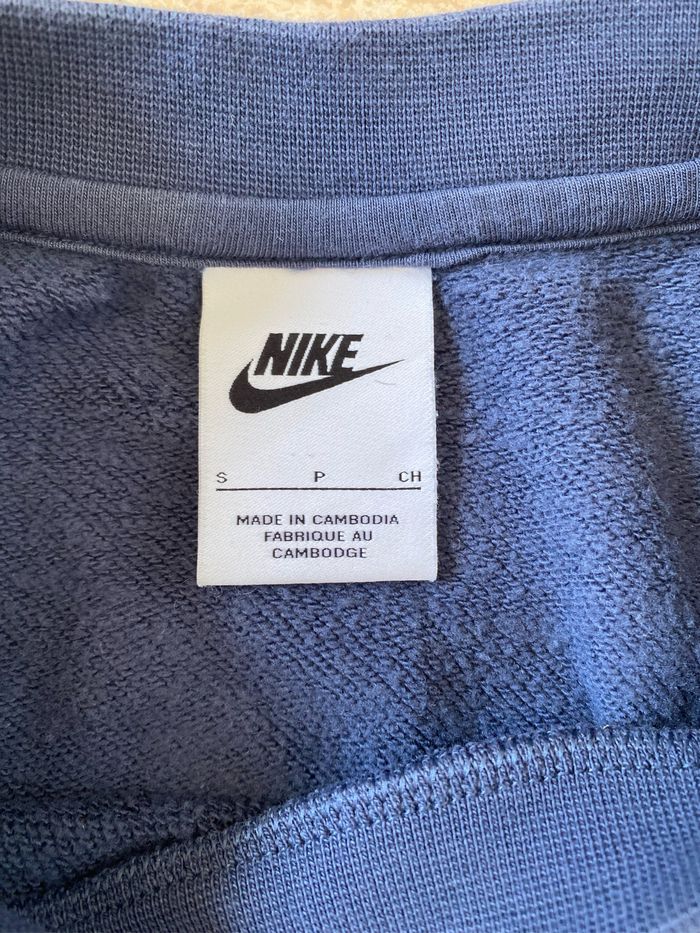 NIKE
S P CH
MADE IN CAMBODIA
FABRIQUE AU
CAMBODGE